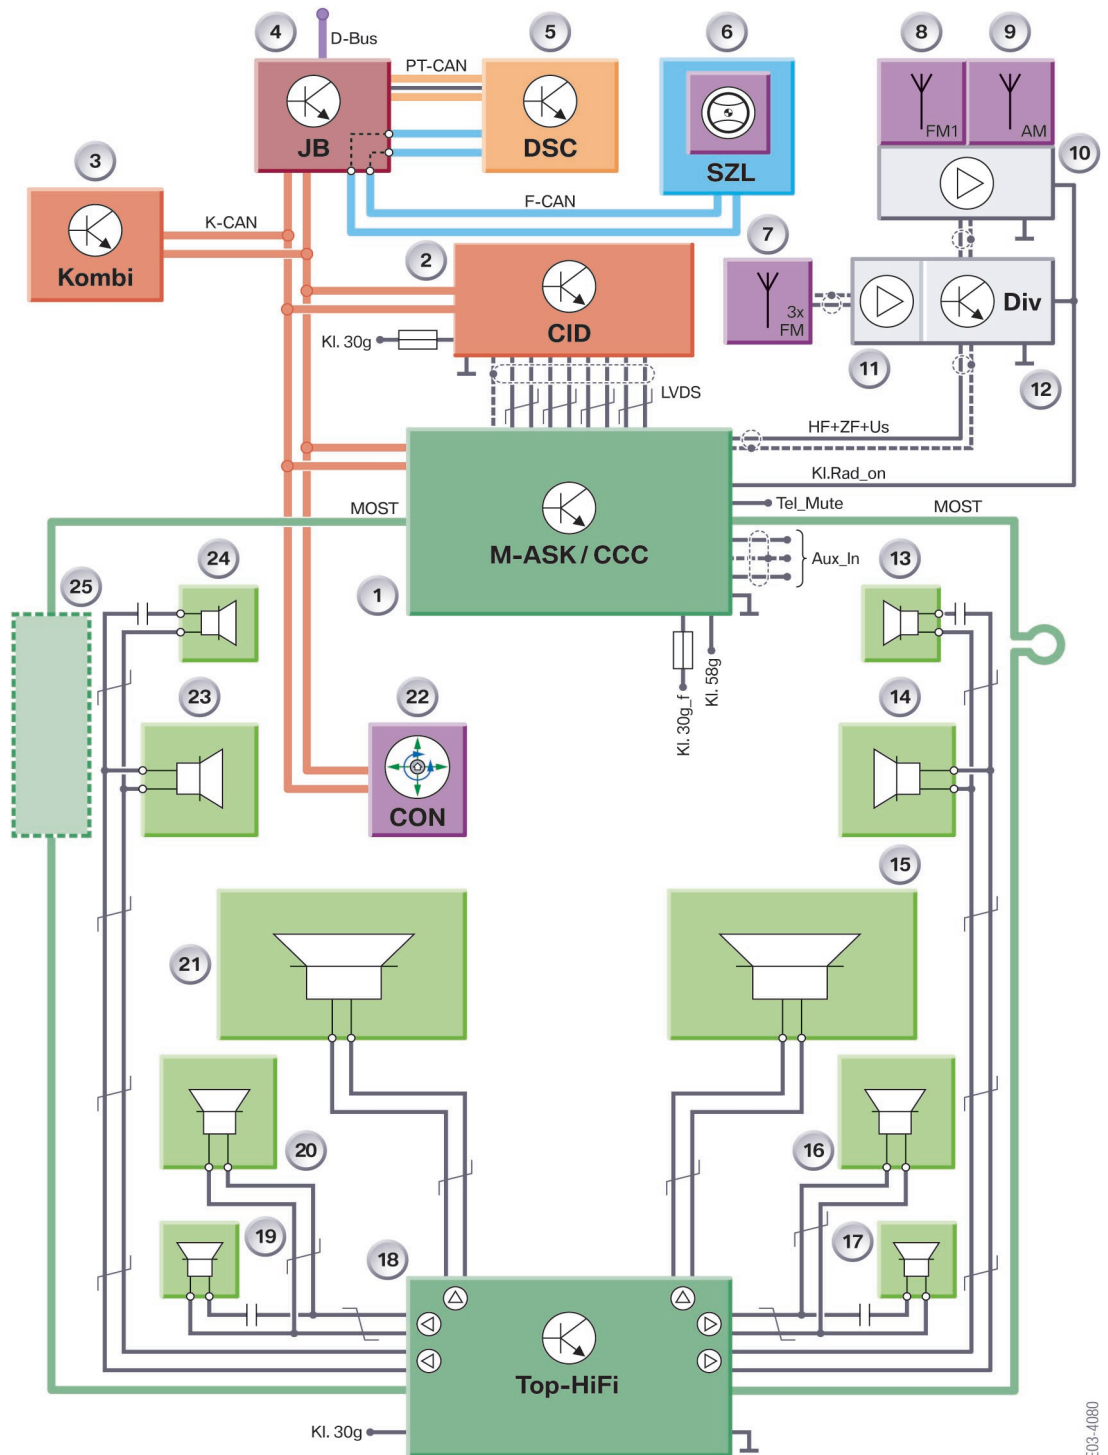 4
D-Bus
5
6
8
9
PT-CAN
JB
DSC
SZL
FM1
AM
10
3
K-CAN
F-CAN
Kombi
2
7
CID
3x
FM
Div
11
12
Kl. 30g
LVDS
HF+ZF+Us
Kl.Rad_on
Tel_Mute
MOST
MOST
M-ASK / CCC
Aux_In
1
24
13
25
Kl. 30g_f
Kl. 58g
23
22
14
CON
15
21
20
16
19
18
17
Top-HiFi
Kl. 30g
E03-4080